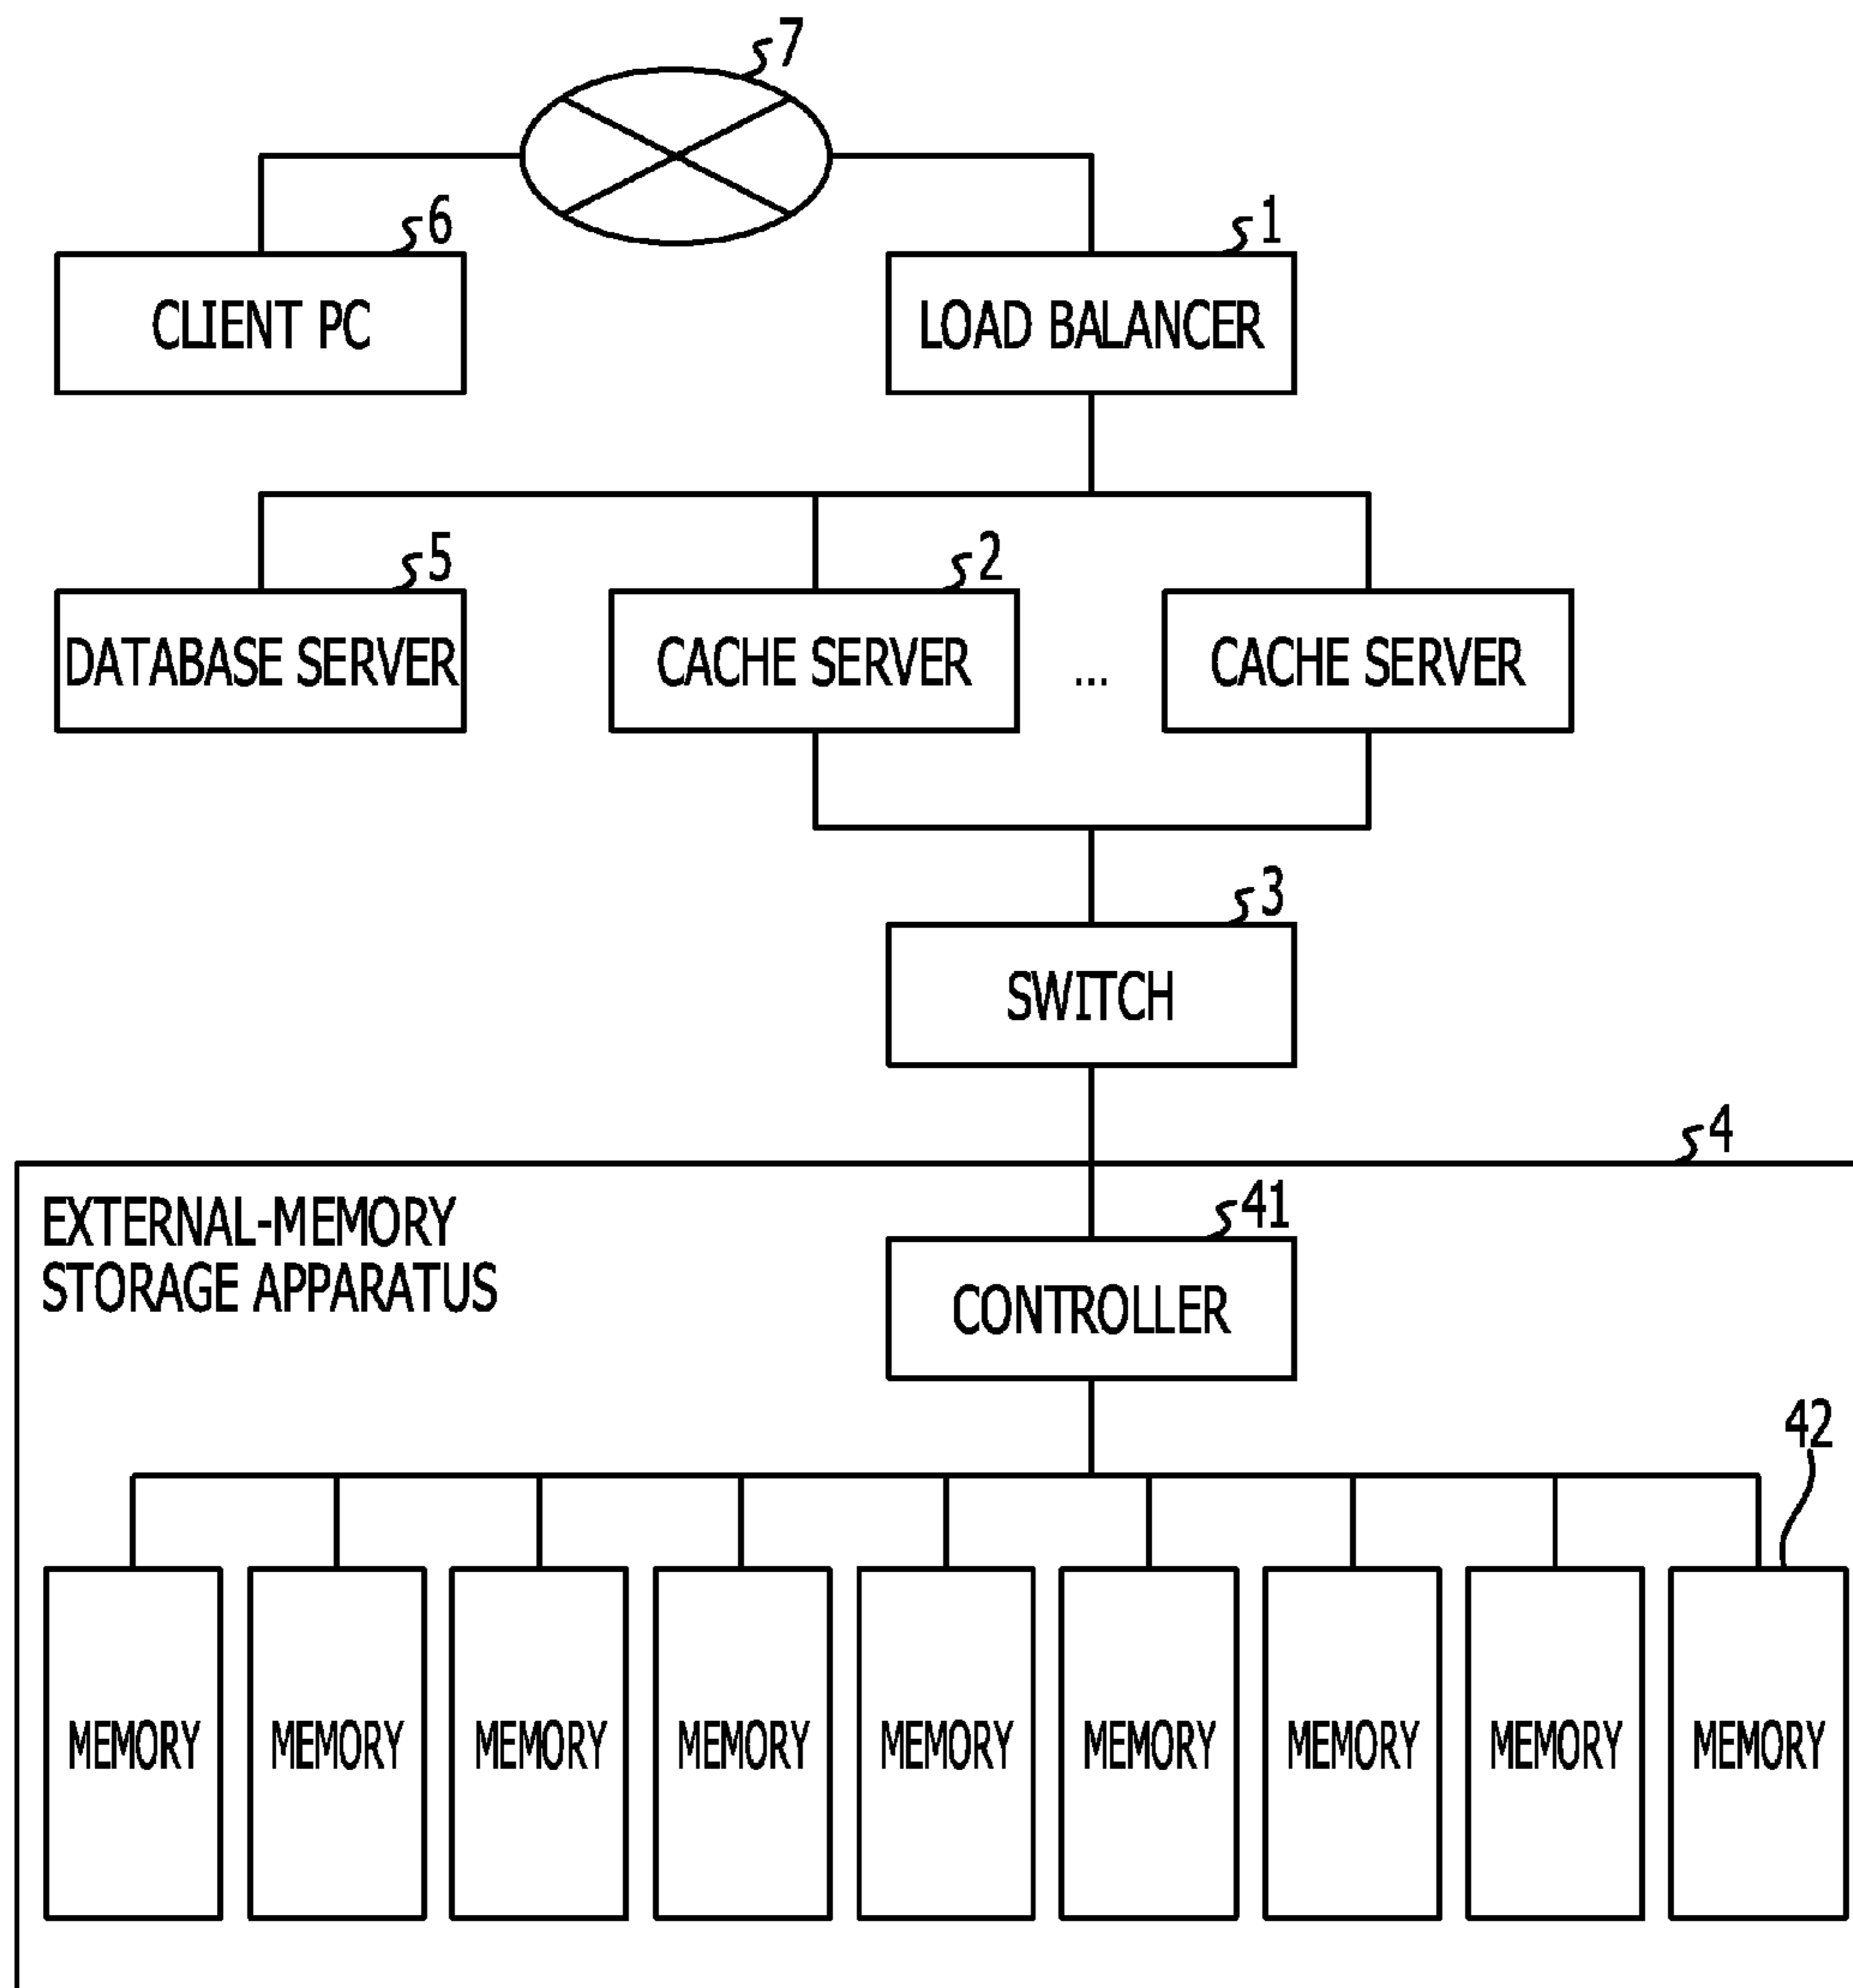 7
6
1
CLIENT PC
LOAD BALANCER
5
2
DATABASE SERVER
CACHE SERVER
...
CACHE SERVER
3
SWITCH
4
EXTERNAL-MEMORY
STORAGE APPARATUS
41
CONTROLLER
42
MEMORY
MEMORY
MEMORY
MEMORY
MEMORY
MEMORY
MEMORY
MEMORY
MEMORY